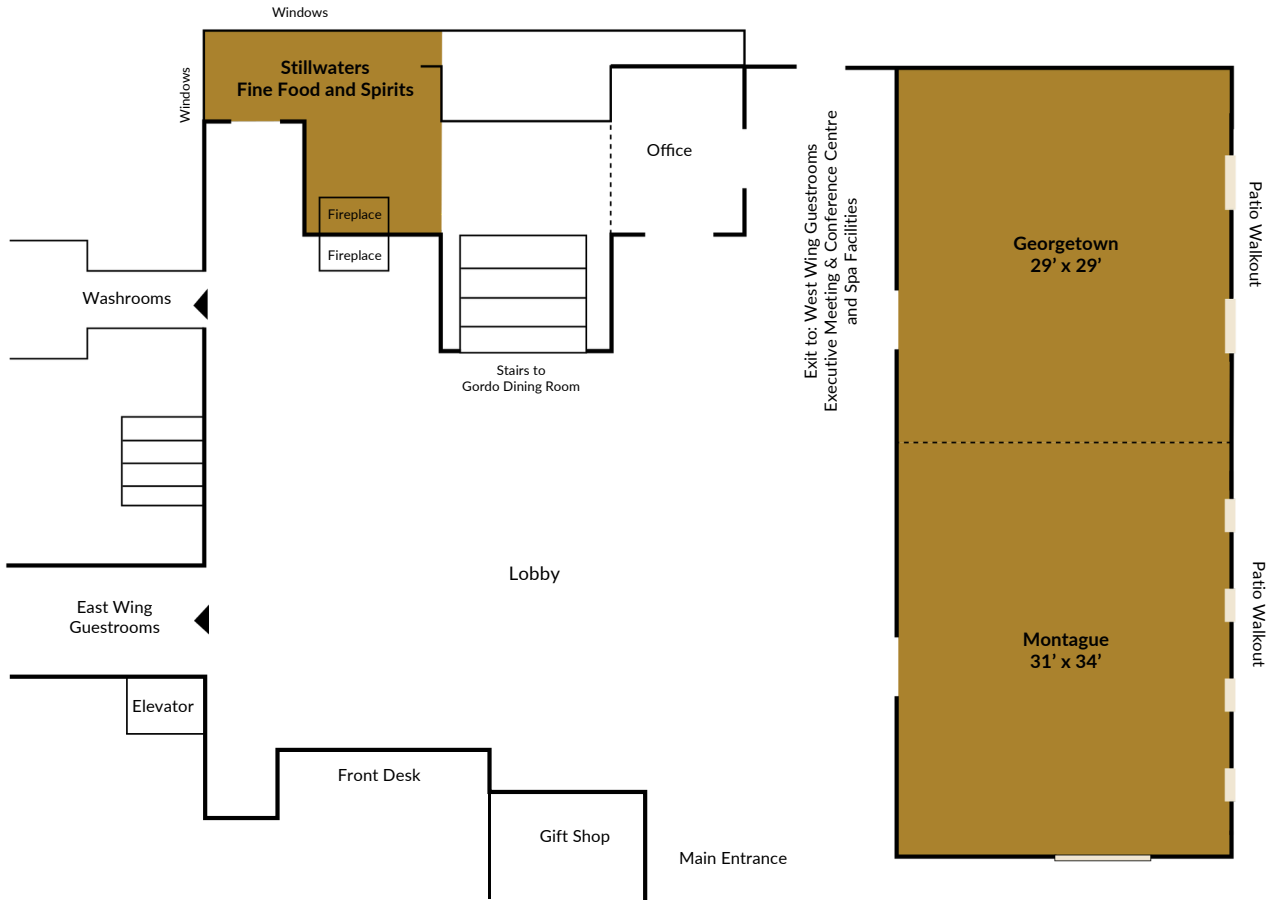 Windows
Windows
Stillwaters
Fine Food and Spirits
Office
Fireplace
Fireplace
Washrooms
Stairs to
Gordo Dining Room
Exit to: West Wing Guestrooms
Executive Meeting & Conference Centre
and Spa Facilities
Georgetown
29’ x 29’
Patio Walkout
Lobby
East Wing
Guestrooms
Montague
31’ x 34’
Patio Walkout
Elevator
Front Desk
Gift Shop
Main Entrance